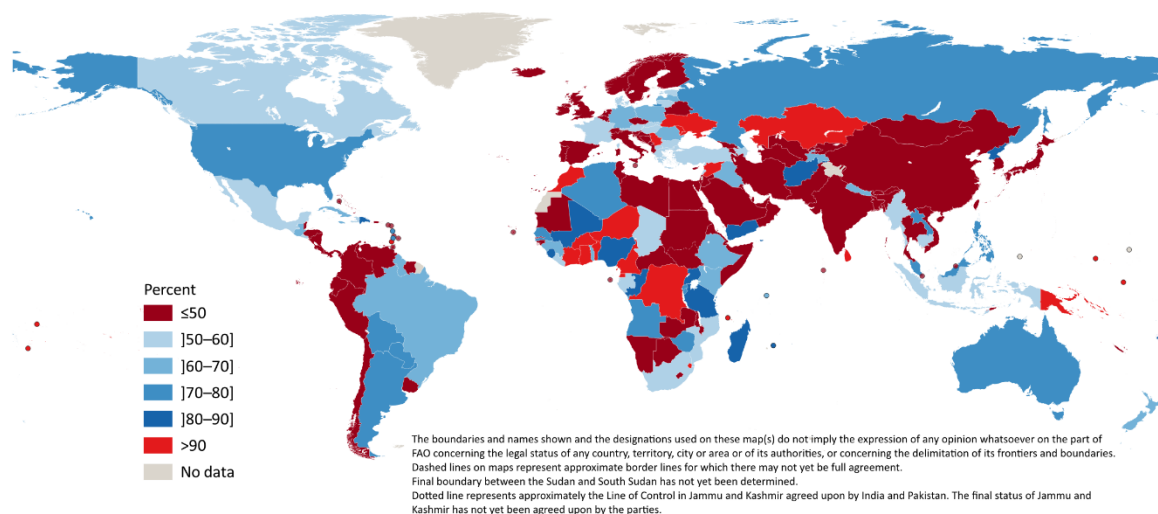 Percent
≤50
]50–60]
]60–70]
]70–80]
]80–90]
>90
No data
The boundaries and names shown and the designations used on these map(s) do not imply the expression of any opinion whatsoever on the part of
FAO concerning the legal status of any country, territory, city or area or of its authorities, or concerning the delimitation of its frontiers and boundaries.
Dashed lines on maps represent approximate border lines for which there may not yet be full agreement.
Final boundary between the Sudan and South Sudan has not yet been determined.
Dotted line represents approximately the Line of Control in Jammu and Kashmir agreed upon by India and Pakistan. The final status of Jammu and
Kashmir has not yet been agreed upon by the parties.